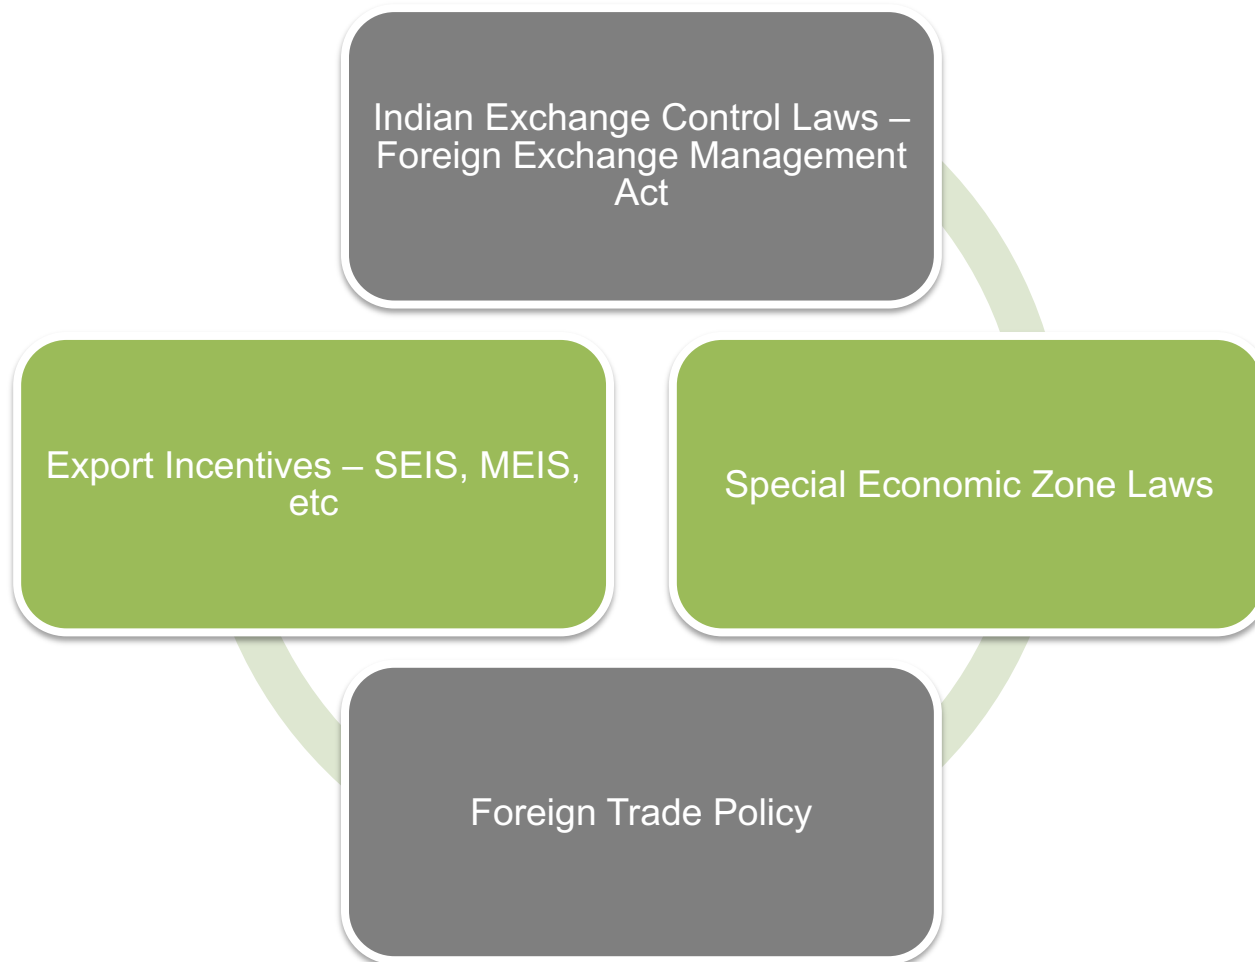 Indian Exchange Control Laws –
Foreign Exchange Management
Act
Export Incentives – SEIS, MEIS,
etc
Special Economic Zone Laws
Foreign Trade Policy